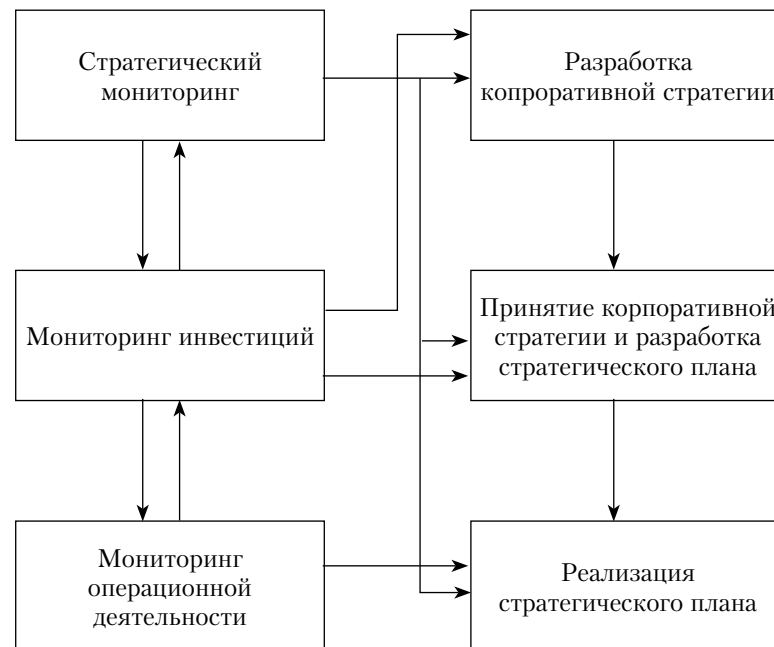 Стратегический
мониторинг
Разработка
копроративной стратегии
Мониторинг инвестиций
Принятие корпоративной
стратегии и разработка
стратегического плана
Мониторинг
операционной
деятельности
Реализация
стратегического плана